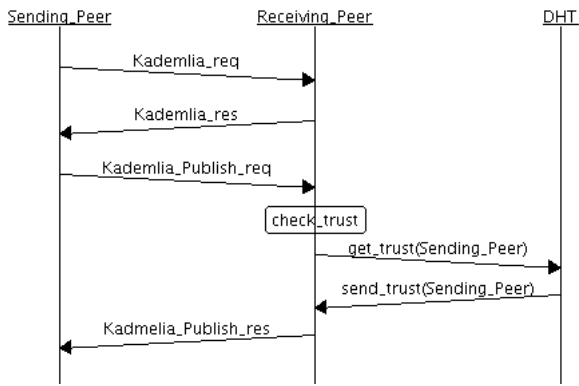 Sending_Peer Receiving_Peer DHT
Kademlia_req
Kademlia_res
Kademlia_Publish_req
check_trust
get_trust(Sending_Peer)
send_trust(Sending_Peer)
Kadmelia_Publish_res